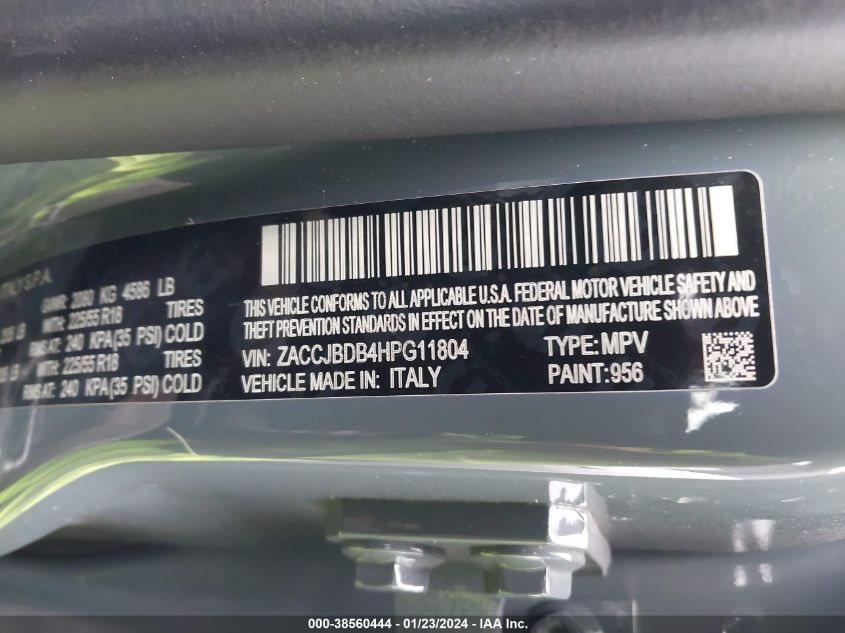 ITALY SPA
GVWR: 2080 KG 4586 LB
WITH: 225/55 R18 TIRES
RIMS AT: 240 KPA(35 PSI) COLD
LB WITH: 225/55 R18 TIRES
RIMS AT: 240 KPA(35 PSI) COLD
THIS VEHICLE CONFORMS TO ALL APPLICABLE U.S.A. FEDERAL MOTOR VEHICLE SAFETY AND
THEFT PREVENTION STANDARDS IN EFFECT ON THE DATE OF MANUFACTURE SHOWN ABOVE
VIN: ZACCJBDB4HPG11804 TYPE: MPV
VEHICLE MADE IN: ITALY PAINT:956
000-38560444 - 01/23/2024 - IAA Inc.